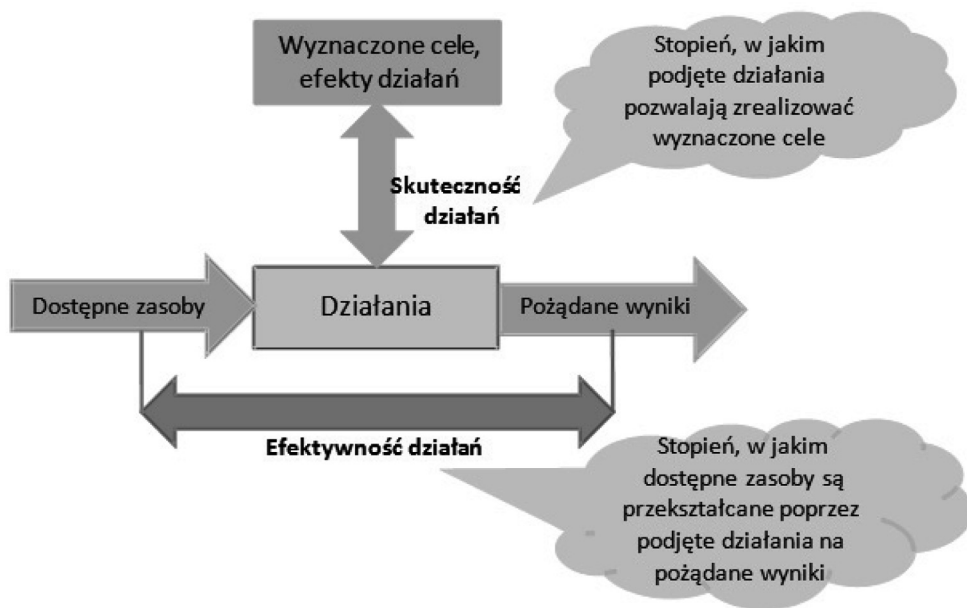 Wyznaczone cele,
efekty działań
Stopień, w jakim
podjęte działania
pozwalają zrealizować
wyznaczone cele
Skuteczność
działań
Dostępne zasoby
Działania
Pożądane wyniki
Efektywność działań
Stopień, w jakim
dostępne zasoby są
przekształcane poprzez
podjęte działania na
pożądane wyniki